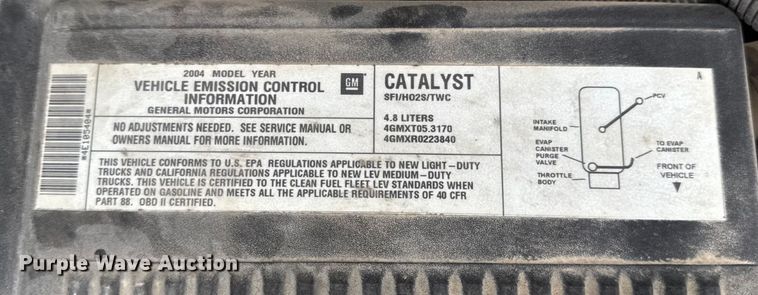 2004 MODEL YEAR
VEHICLE EMISSION CONTROL
INFORMATION
GENERAL MOTORS CORPORATION
GM
NO ADJUSTMENTS NEEDED. SEE SERVICE MANUAL OR
OWNERS MANUAL FOR MORE INFORMATION.
CATALYST
SFI/HO2S/TWC
4.8 LITERS
4GMXT05.3170
4GMXR0223840
THIS VEHICLE CONFORMS TO U.S. EPA REGULATIONS APPLICABLE TO NEW LIGHT-DUTY
TRUCKS AND CALIFORNIA REGULATIONS APPLICABLE TO NEW LEV MEDIUM-DUTY
TRUCKS. THIS VEHICLE IS CERTIFIED TO THE CLEAN FUEL FLEET LEV STANDARDS WHEN
OPERATED ON GASOLINE AND MEETS ALL THE APPLICABLE REQUIREMENTS OF 40 CFR
PART 88. OBD II CERTIFIED.
A
PCV
INTAKE
MANIFOLD
EVAP
CANISTER
PURGE
VALVE
THROTTLE
BODY
TO EVAP
CANISTER
FRONT OF
VEHICLE
Purple Wave Auction